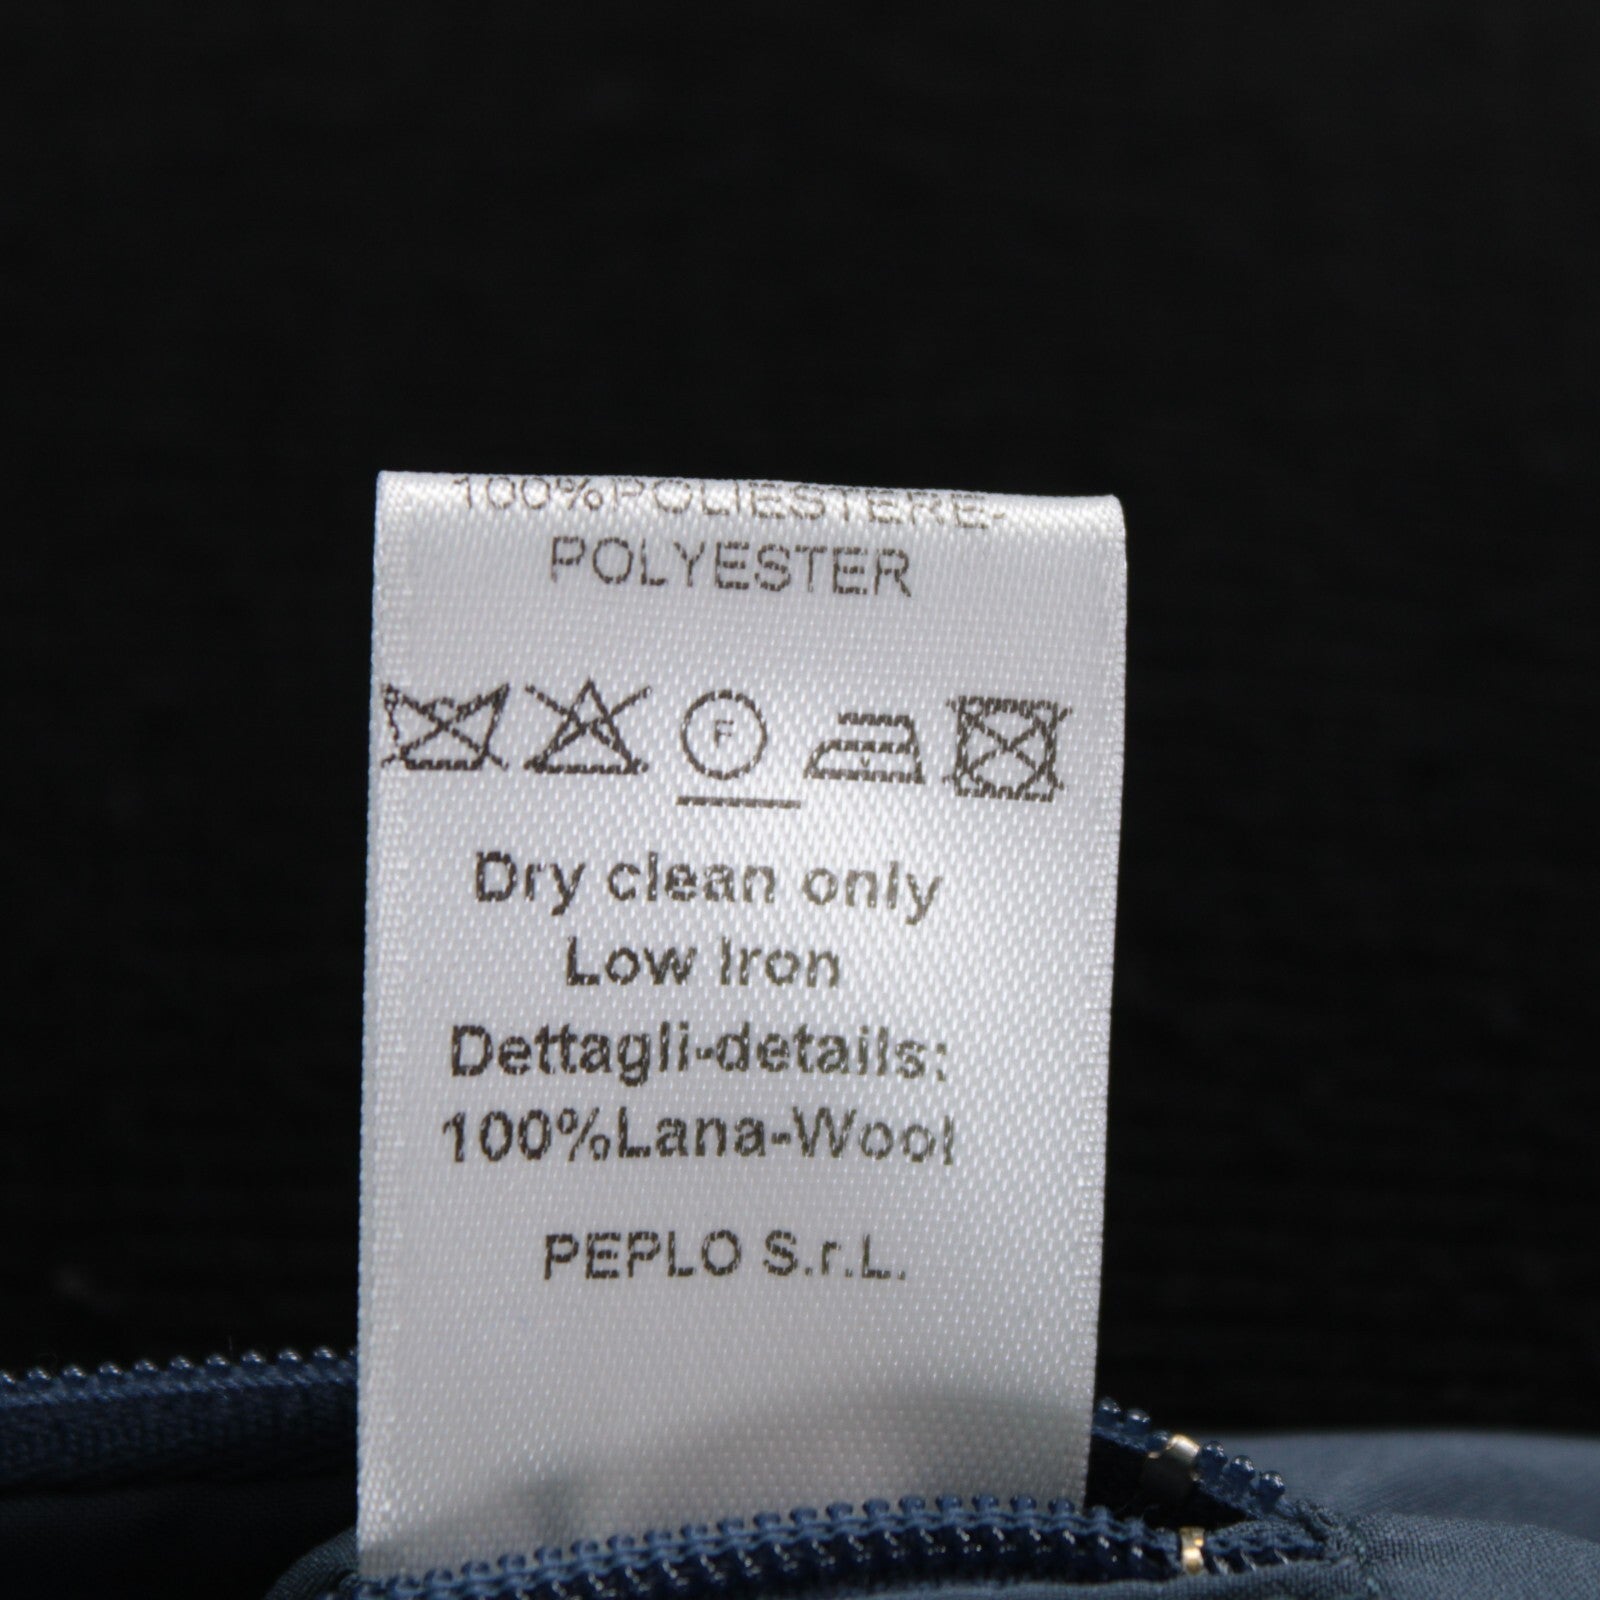 100%POLIESTERE-
POLYESTER
F
Dry clean only
Low Iron
Dettagli-details:
100%Lana-Wool
PEPLO S.r.L.